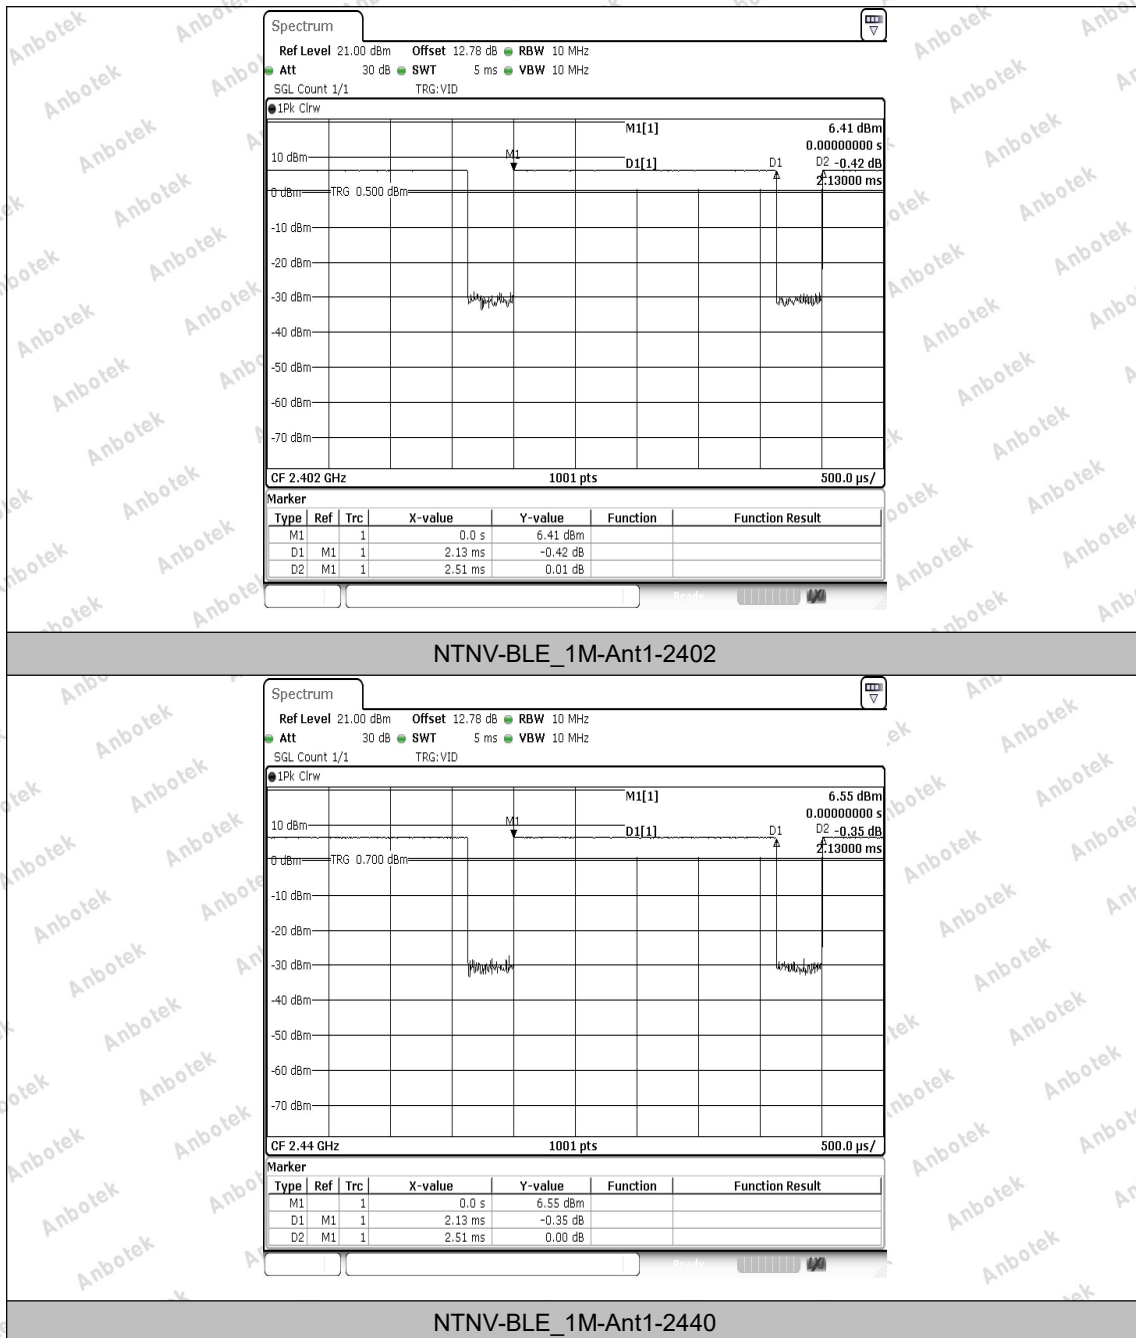 Spectrum
Ref Level 21.00 dBm Offset 12.78 dB RBW 10 MHz
Att 30 dB SWT 5 ms VBW 10 MHz
SGL Count 1/1 TRG:VID
1Pk Clrw
M1[1] 6.41 dBm
0.00000000 s
10 dBm M1 D1[1] D1 D2 -0.42 dB
2.13000 ms
0 dBm TRG 0.500 dBm
-10 dBm
-20 dBm
-30 dBm
-40 dBm
-50 dBm
-60 dBm
-70 dBm
CF 2.402 GHz 1001 pts 500.0 µs/
Marker
Type Ref Trc X-value Y-value Function Function Result
M1 1 0.0 s 6.41 dBm
D1 M1 1 2.13 ms -0.42 dB
D2 M1 1 2.51 ms 0.01 dB
Ready
NTNV-BLE_1M-Ant1-2402
Spectrum
Ref Level 21.00 dBm Offset 12.78 dB RBW 10 MHz
Att 30 dB SWT 5 ms VBW 10 MHz
SGL Count 1/1 TRG:VID
1Pk Clrw
M1[1] 6.55 dBm
0.00000000 s
10 dBm M1 D1[1] D1 D2 -0.35 dB
2.13000 ms
0 dBm TRG 0.700 dBm
-10 dBm
-20 dBm
-30 dBm
-40 dBm
-50 dBm
-60 dBm
-70 dBm
CF 2.44 GHz 1001 pts 500.0 µs/
Marker
Type Ref Trc X-value Y-value Function Function Result
M1 1 0.0 s 6.55 dBm
D1 M1 1 2.13 ms -0.35 dB
D2 M1 1 2.51 ms 0.00 dB
Ready
NTNV-BLE_1M-Ant1-2440
Anbotek